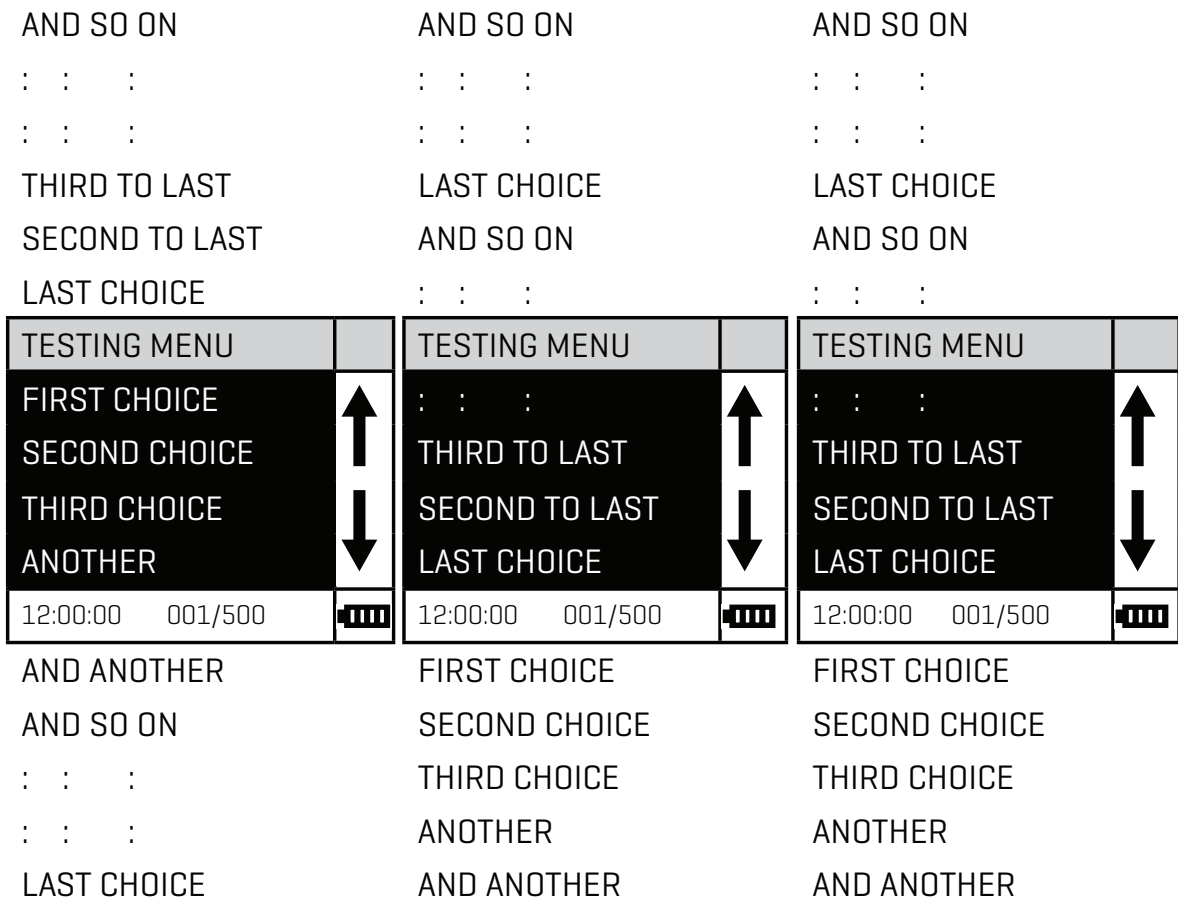 AND SO ON AND SO ON AND SO ON
: : : : : : : : :
: : : : : : : : :
THIRD TO LAST LAST CHOICE LAST CHOICE
SECOND TO LAST AND SO ON AND SO ON
LAST CHOICE : : : : : :
TESTING MENU TESTING MENU TESTING MENU
FIRST CHOICE : : : : : :
SECOND CHOICE THIRD TO LAST THIRD TO LAST
THIRD CHOICE SECOND TO LAST SECOND TO LAST
ANOTHER LAST CHOICE LAST CHOICE
12:00:00 001/500 12:00:00 001/500 12:00:00 001/500
AND ANOTHER FIRST CHOICE FIRST CHOICE
AND SO ON SECOND CHOICE SECOND CHOICE
: : : THIRD CHOICE THIRD CHOICE
: : : ANOTHER ANOTHER
LAST CHOICE AND ANOTHER AND ANOTHER